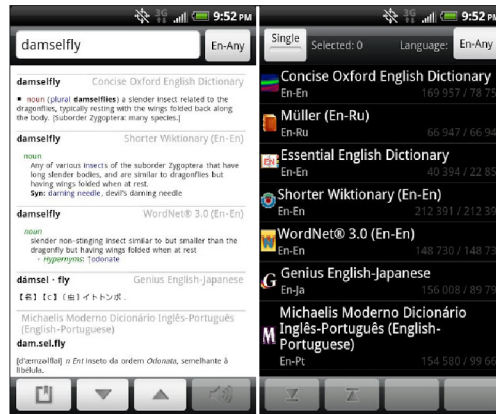 3G 9:52 PM
damselfly En-Any
damselfly Concise Oxford English Dictionary
▪ noun (plural damselflies) a slender insect related to the
dragonflies, typically resting with the wings folded back along
the body. [Suborder Zygoptera: many species.]
damselfly Shorter Wiktionary (En-En)
noun
Any of various insects of the suborder Zygoptera that have
long slender bodies, and are similar to dragonflies but
having wings folded when at rest.
Syn: darning needle, devil's darning needle
damselfly WordNet® 3.0 (En-En)
noun
slender non-stinging insect similar to but smaller than the
dragonfly but having wings folded when at rest
- Hypernyms: ↑odonate
dámsel · fly Genius English-Japanese
【名】【C】〔虫〕イトトンボ.
Michaelis Moderno Dicionário Inglês-Português
(English-Portuguese)
dam.sel.fly
[d'æmzəlflai] n Ent inseto da ordem Odonata, semelhante à
libélula.
3G 9:52 PM
Single Selected: 0 Language: En-Any
Concise Oxford English Dictionary
En-En 169 957 / 78 75
Müller (En-Ru)
En-Ru 66 947 / 66 94
Essential English Dictionary
En-En 40 394 / 22 85
Shorter Wiktionary (En-En)
En-En 212 391 / 212 39
WordNet® 3.0 (En-En)
En-En 148 730 / 148 73
Genius English-Japanese
En-Ja 156 008 / 89 79
Michaelis Moderno Dicionário
Inglês-Português (English-
Portuguese)
En-Pt 154 580 / 99 66